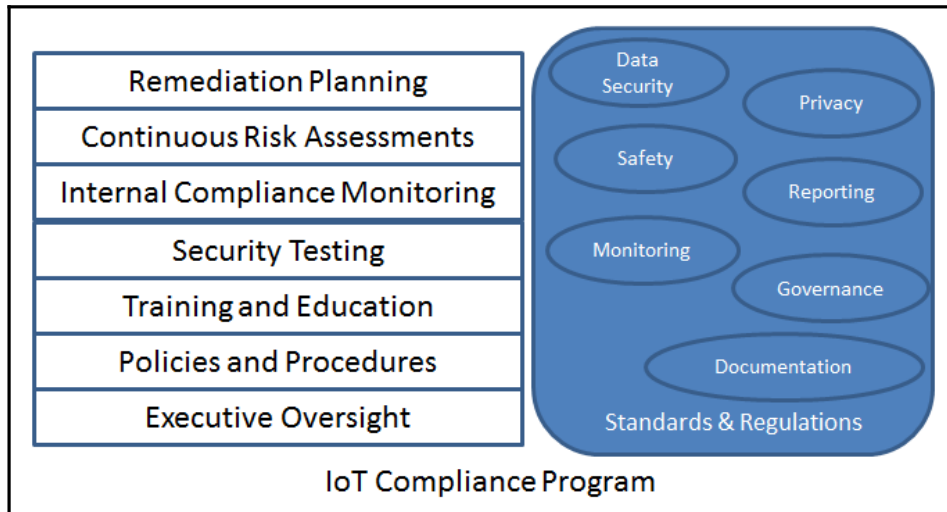 Remediation Planning
Continuous Risk Assessments
Internal Compliance Monitoring
Security Testing
Training and Education
Policies and Procedures
Executive Oversight
Data
Security
Privacy
Safety
Reporting
Monitoring
Governance
Documentation
Standards & Regulations
IoT Compliance Program